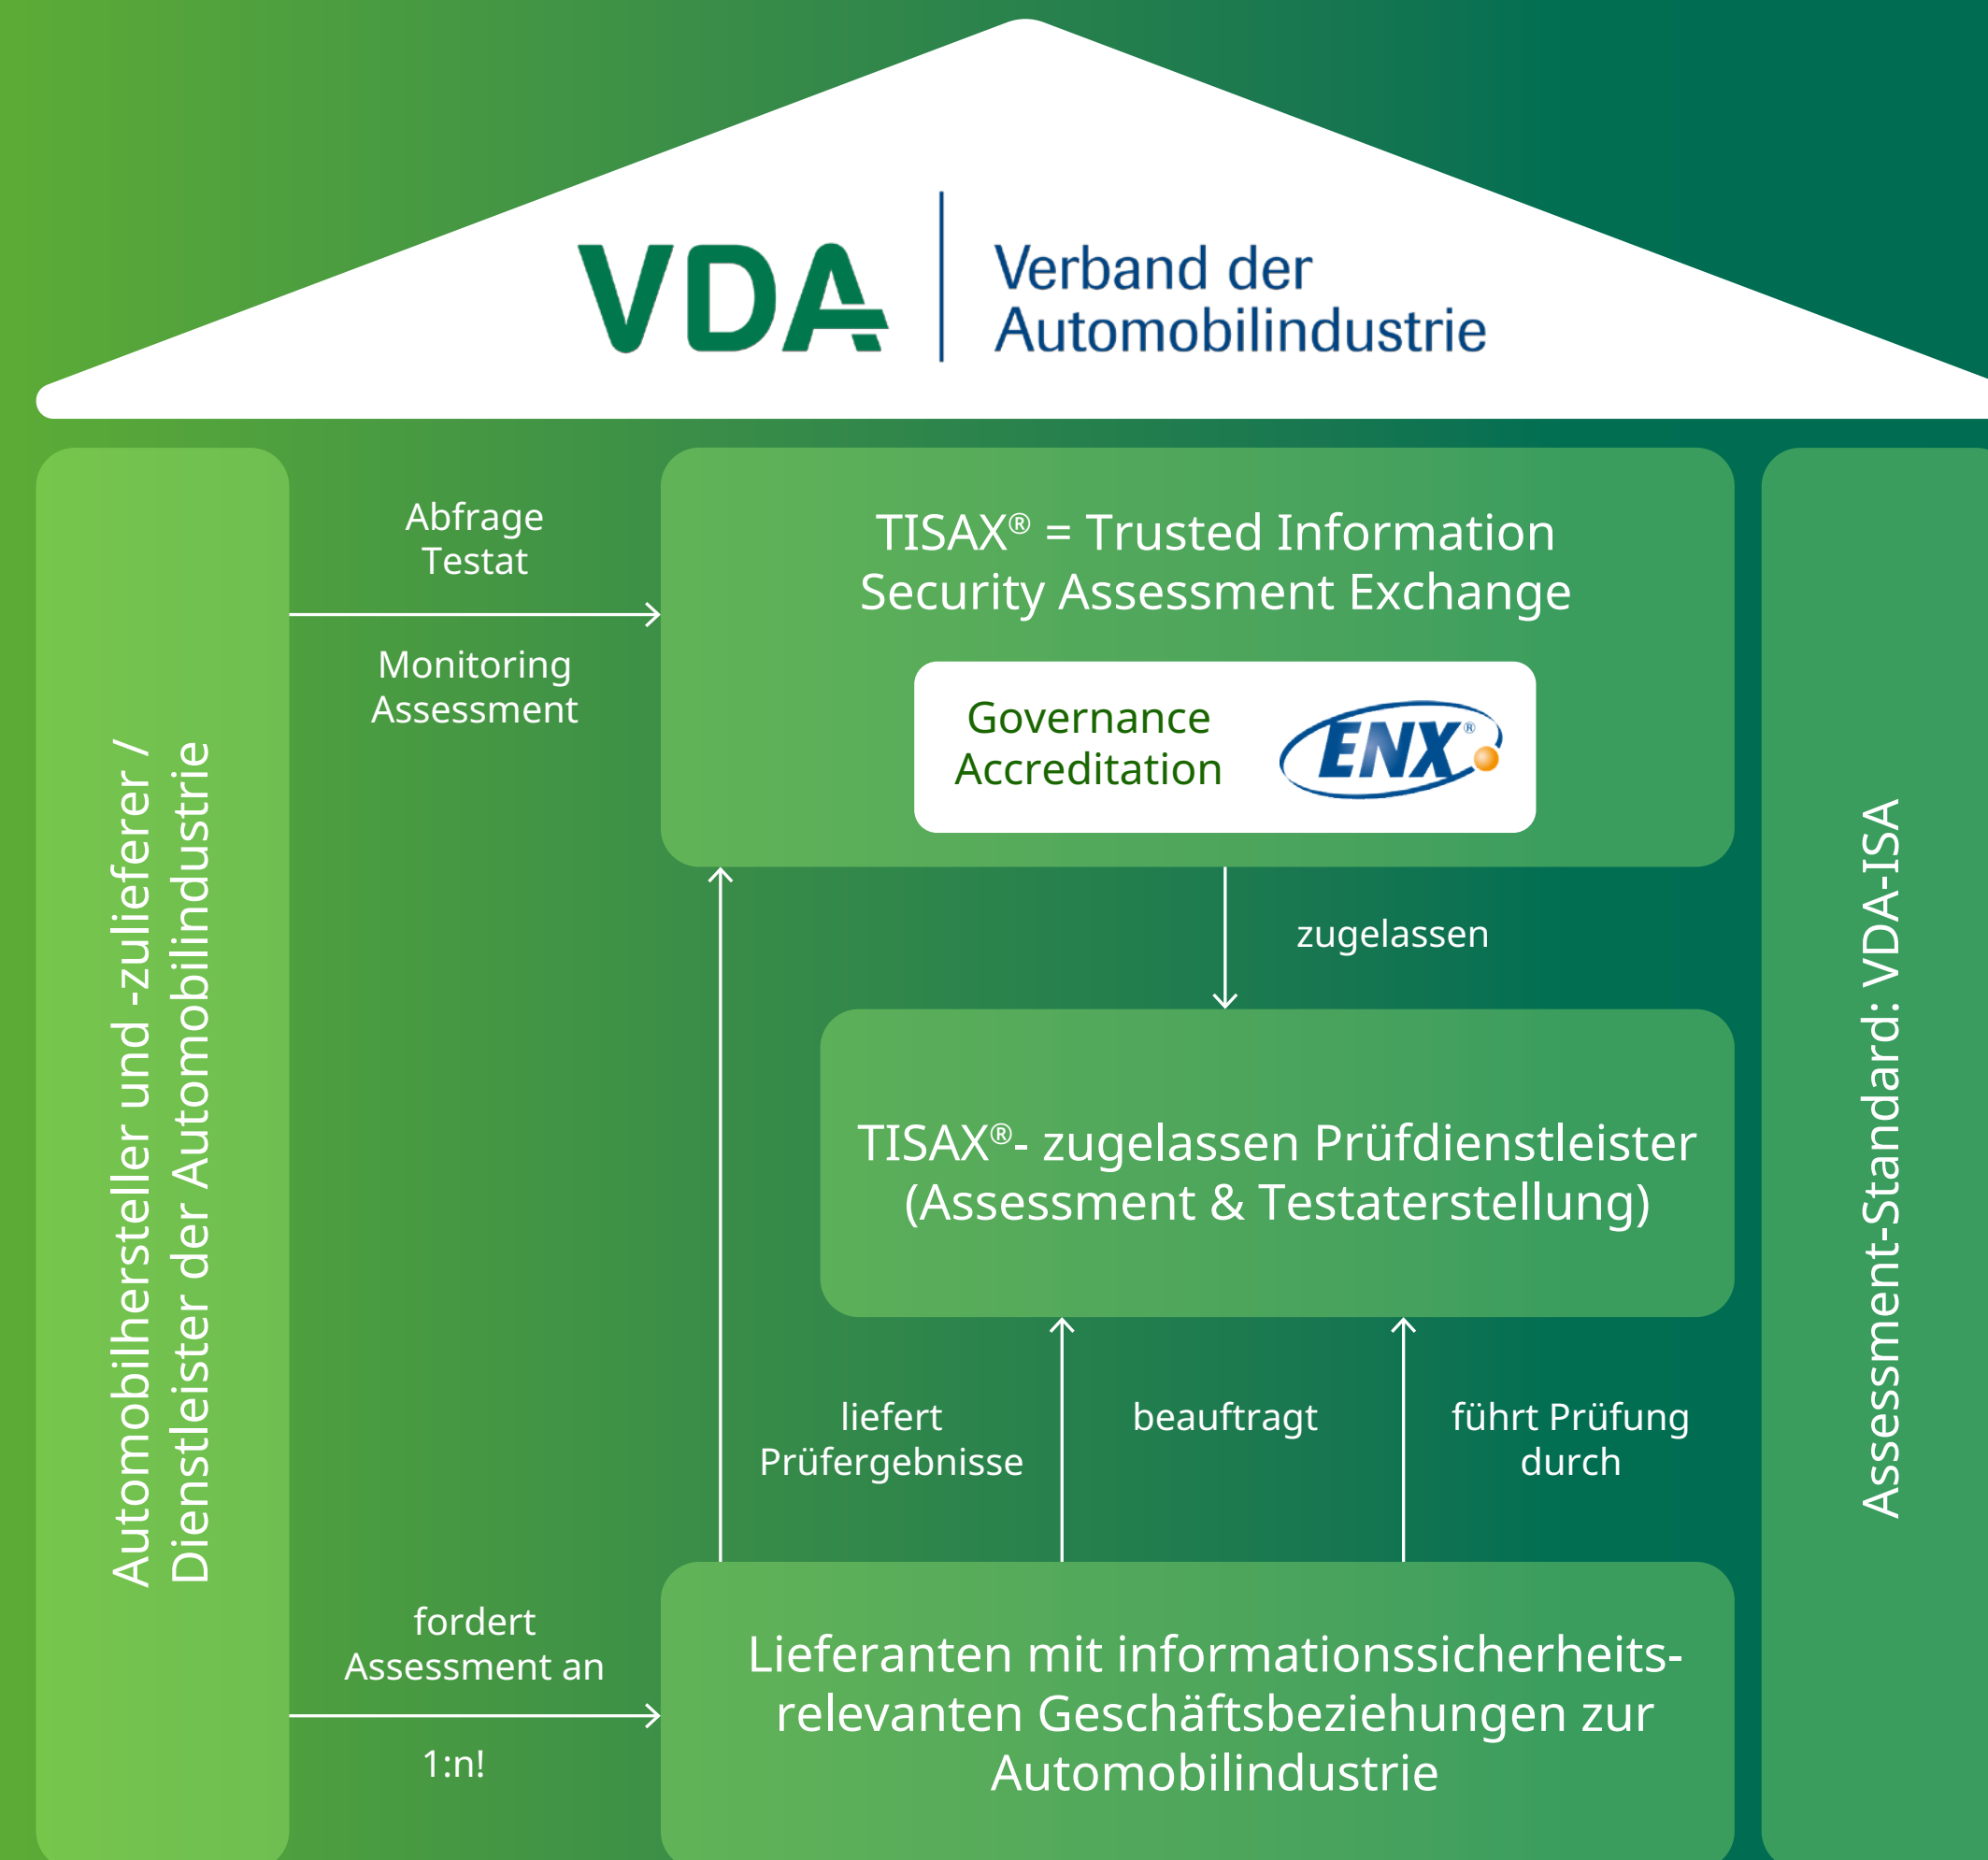 VDA
Verband der
Automobilindustrie
Automobilhersteller und -zulieferer /
Dienstleister der Automobilindustrie
Abfrage
Testat
Monitoring
Assessment
TISAX® = Trusted Information
Security Assessment Exchange
Governance
Accreditation
ENX®
zugelassen
TISAX®- zugelassen Prüfdienstleister
(Assessment & Testaterstellung)
liefert
Prüfergebnisse
beauftragt
führt Prüfung
durch
fordert
Assessment an
1:n!
Lieferanten mit informationssicherheits-
relevanten Geschäftsbeziehungen zur
Automobilindustrie
Assessment-Standard: VDA-ISA